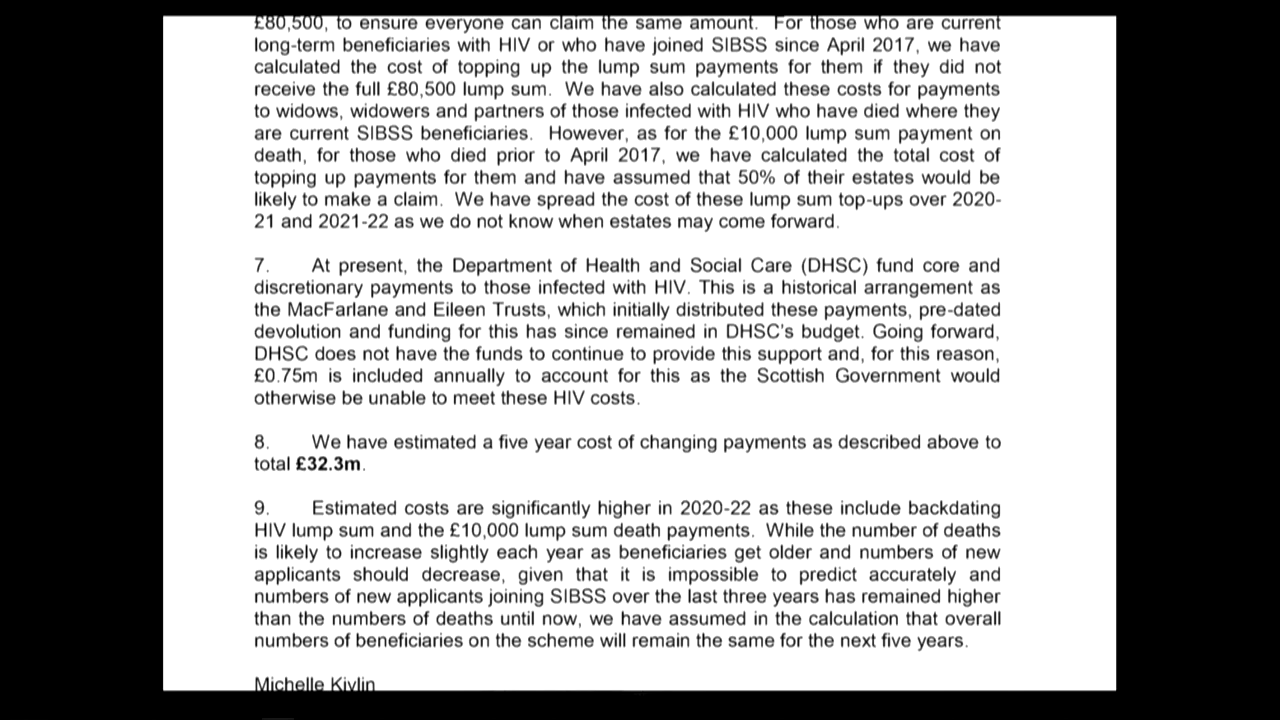 £80,500, to ensure everyone can claim the same amount. For those who are current
long-term beneficiaries with HIV or who have joined SIBSS since April 2017, we have
calculated the cost of topping up the lump sum payments for them if they did not
receive the full £80,500 lump sum. We have also calculated these costs for payments
to widows, widowers and partners of those infected with HIV who have died where they
are current SIBSS beneficiaries. However, as for the £10,000 lump sum payment on
death, for those who died prior to April 2017, we have calculated the total cost of
topping up payments for them and have assumed that 50% of their estates would be
likely to make a claim. We have spread the cost of these lump sum top-ups over 2020-
21 and 2021-22 as we do not know when estates may come forward.
7. At present, the Department of Health and Social Care (DHSC) fund core and
discretionary payments to those infected with HIV. This is a historical arrangement as
the MacFarlane and Eileen Trusts, which initially distributed these payments, pre-dated
devolution and funding for this has since remained in DHSC's budget. Going forward,
DHSC does not have the funds to continue to provide this support and, for this reason,
£0.75m is included annually to account for this as the Scottish Government would
otherwise be unable to meet these HIV costs.
8. We have estimated a five year cost of changing payments as described above to
total £32.3m.
9. Estimated costs are significantly higher in 2020-22 as these include backdating
HIV lump sum and the £10,000 lump sum death payments. While the number of deaths
is likely to increase slightly each year as beneficiaries get older and numbers of new
applicants should decrease, given that it is impossible to predict accurately and
numbers of new applicants joining SIBSS over the last three years has remained higher
than the numbers of deaths until now, we have assumed in the calculation that overall
numbers of beneficiaries on the scheme will remain the same for the next five years.
Michelle Kivlin